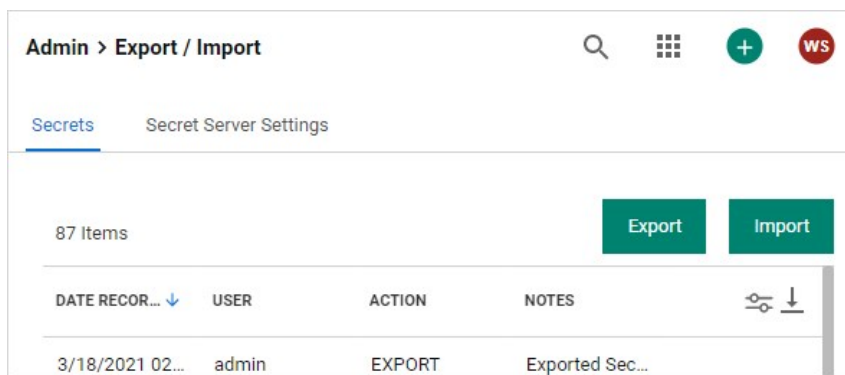 Admin > Export / Import
+
WS
Secrets Secret Server Settings
87 Items Export Import
DATE RECOR... USER ACTION NOTES
3/18/2021 02... admin EXPORT Exported Sec...